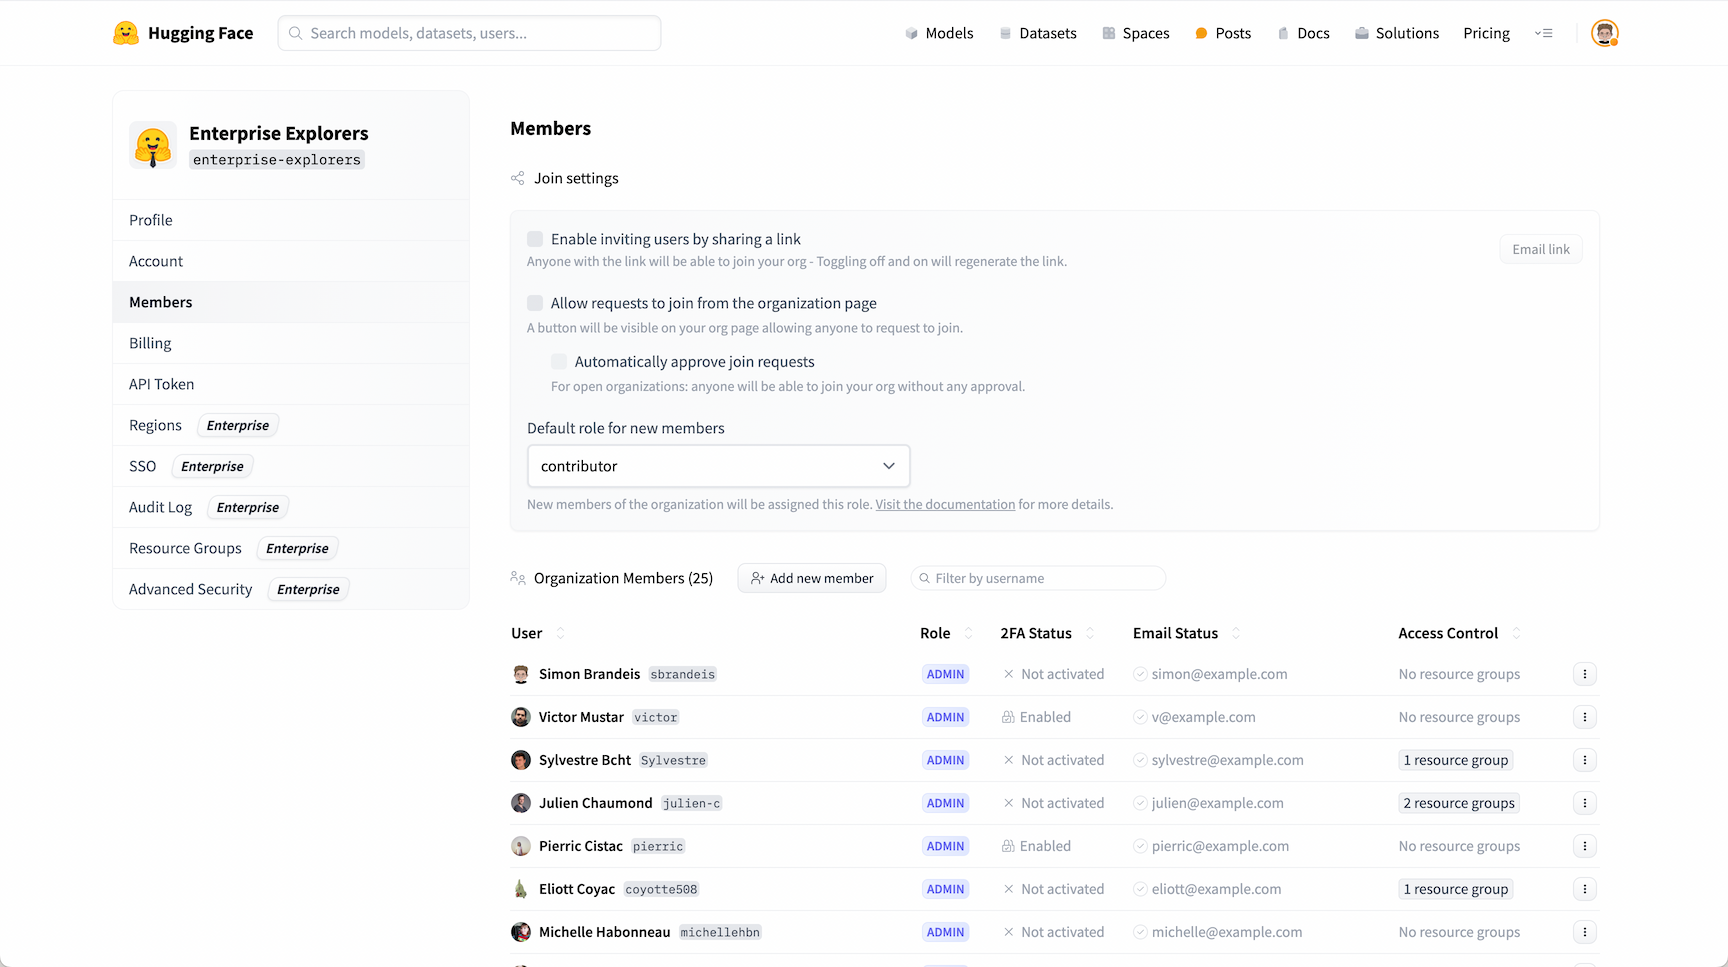 Hugging Face
Search models, datasets, users...
Models
Datasets
Spaces
Posts
Docs
Solutions
Pricing
Enterprise Explorers
enterprise-explorers
Profile
Account
Members
Billing
API Token
Regions Enterprise
SSO Enterprise
Audit Log Enterprise
Resource Groups Enterprise
Advanced Security Enterprise
Members
Join settings
Enable inviting users by sharing a link
Anyone with the link will be able to join your org - Toggling off and on will regenerate the link.
Email link
Allow requests to join from the organization page
A button will be visible on your org page allowing anyone to request to join.
Automatically approve join requests
For open organizations: anyone will be able to join your org without any approval.
Default role for new members
contributor
New members of the organization will be assigned this role. Visit the documentation for more details.
Organization Members (25)
Add new member
Filter by username
User Role 2FA Status Email Status Access Control
Simon Brandeis sbrandeis ADMIN Not activated simon@example.com No resource groups
Victor Mustar victor ADMIN Enabled v@example.com No resource groups
Sylvestre Bcht Sylvestre ADMIN Not activated sylvestre@example.com 1 resource group
Julien Chaumond julien-c ADMIN Not activated julien@example.com 2 resource groups
Pierric Cistac pierric ADMIN Enabled pierric@example.com No resource groups
Eliott Coyac coyotte508 ADMIN Not activated eliott@example.com 1 resource group
Michelle Habonneau michellehbn ADMIN Not activated michelle@example.com No resource groups